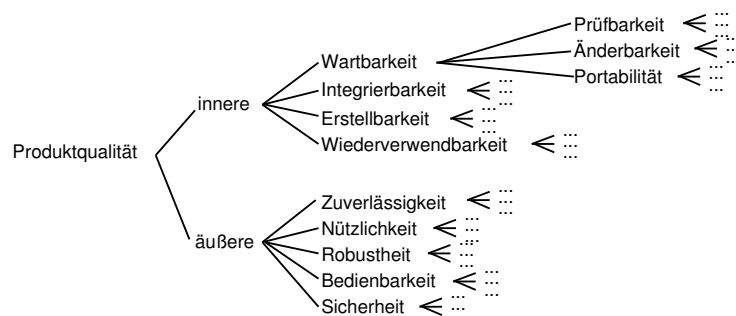 Prüfbarkeit ...
...
...
Änderbarkeit ...
...
Wartbarkeit
Portabilität ...
...
...
Integrierbarkeit ...
...
...
innere
Erstellbarkeit ...
...
...
Wiederverwendbarkeit ...
...
...
Produktqualität
Zuverlässigkeit ...
...
...
Nützlichkeit ...
...
...
äußere
Robustheit ...
...
...
Bedienbarkeit ...
...
...
Sicherheit ...
...